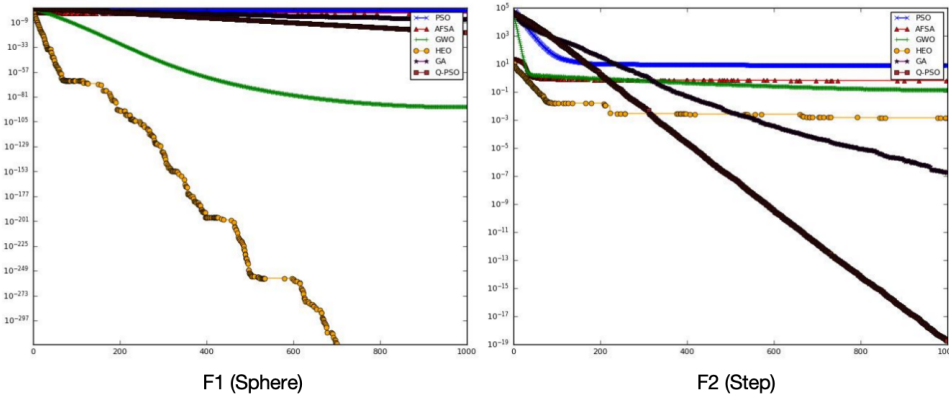 10^-9
10^-33
10^-57
10^-81
10^-105
10^-129
10^-153
10^-177
10^-201
10^-225
10^-249
10^-273
10^-297
0 200 400 600 800 1000
PSO
AFSA
GWO
HEO
GA
Q-PSO
F1 (Sphere)
10^5
10^3
10^1
10^-1
10^-3
10^-5
10^-7
10^-9
10^-11
10^-13
10^-15
10^-17
10^-19
0 200 400 600 800 1000
PSO
AFSA
GWO
HEO
GA
Q-PSO
F2 (Step)